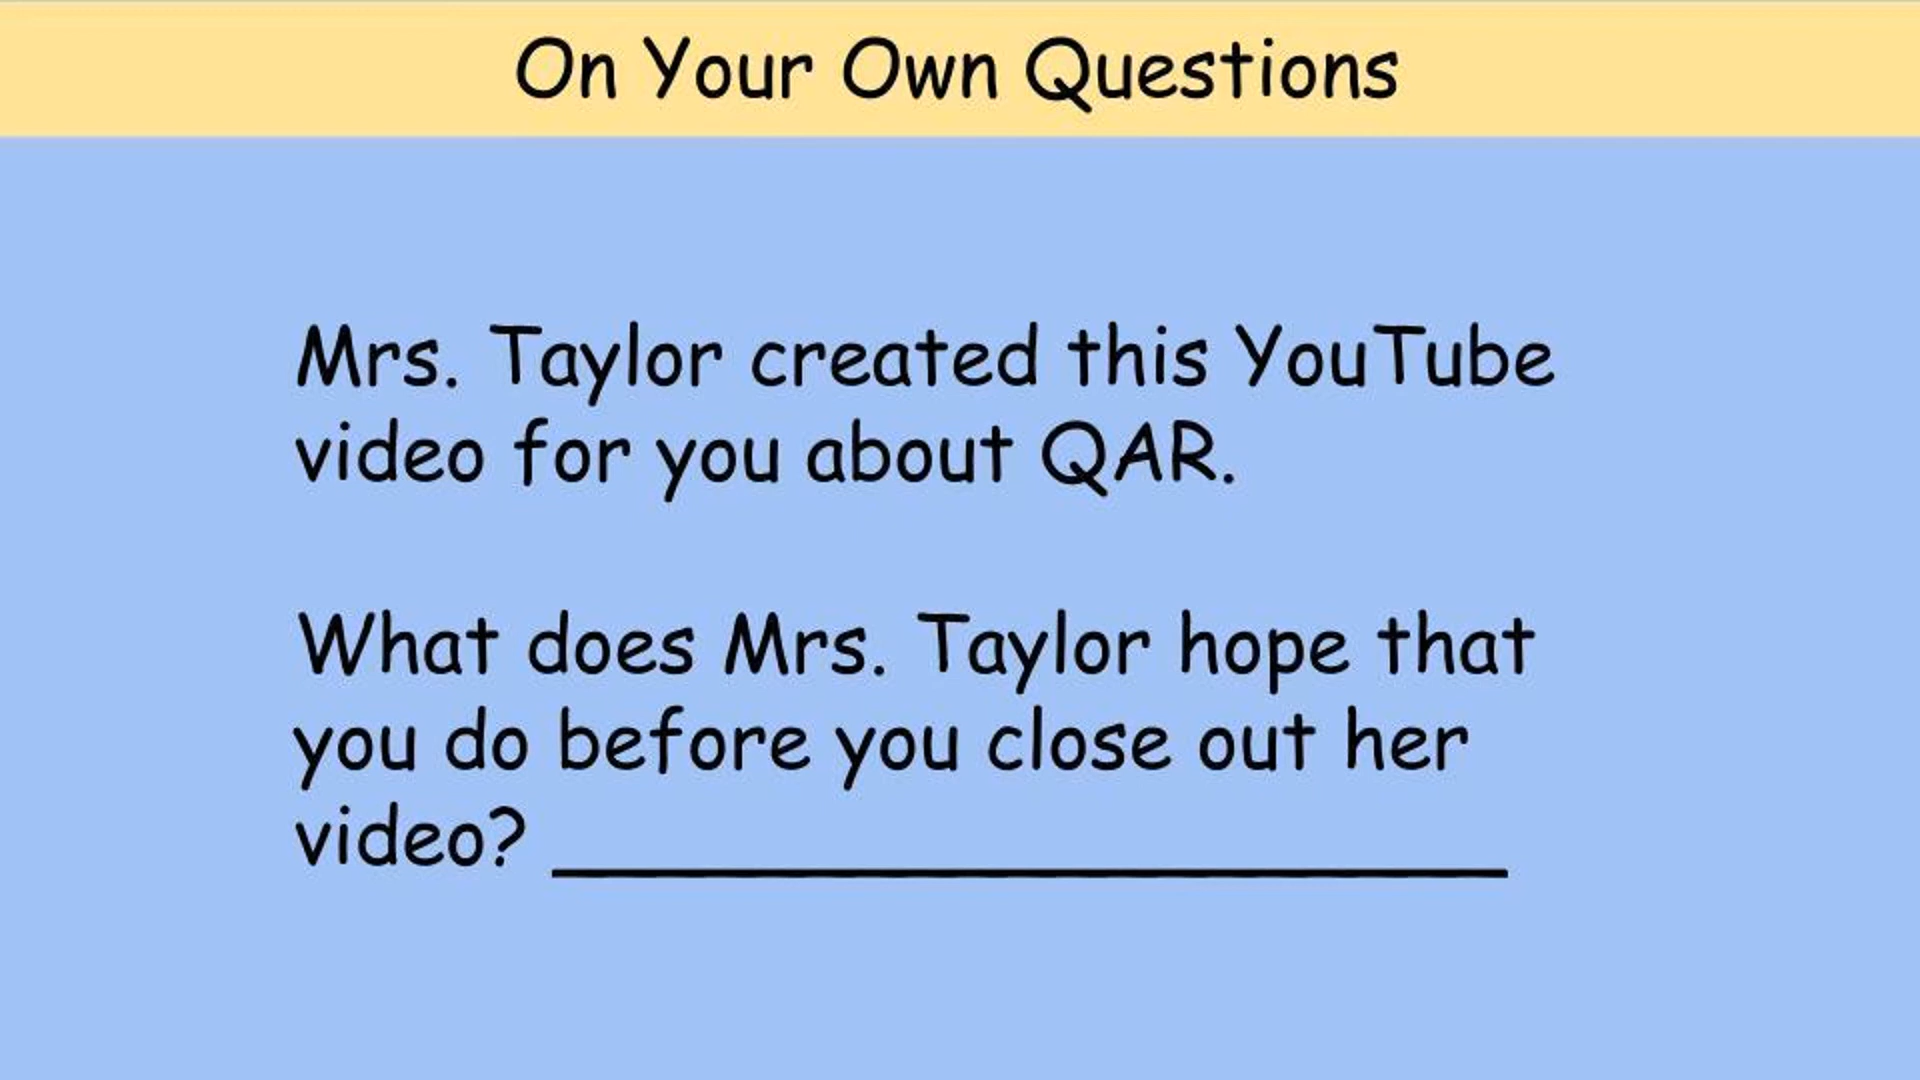 On Your Own Questions
Mrs. Taylor created this YouTube
video for you about QAR.
What does Mrs. Taylor hope that
you do before you close out her
video? ____________________